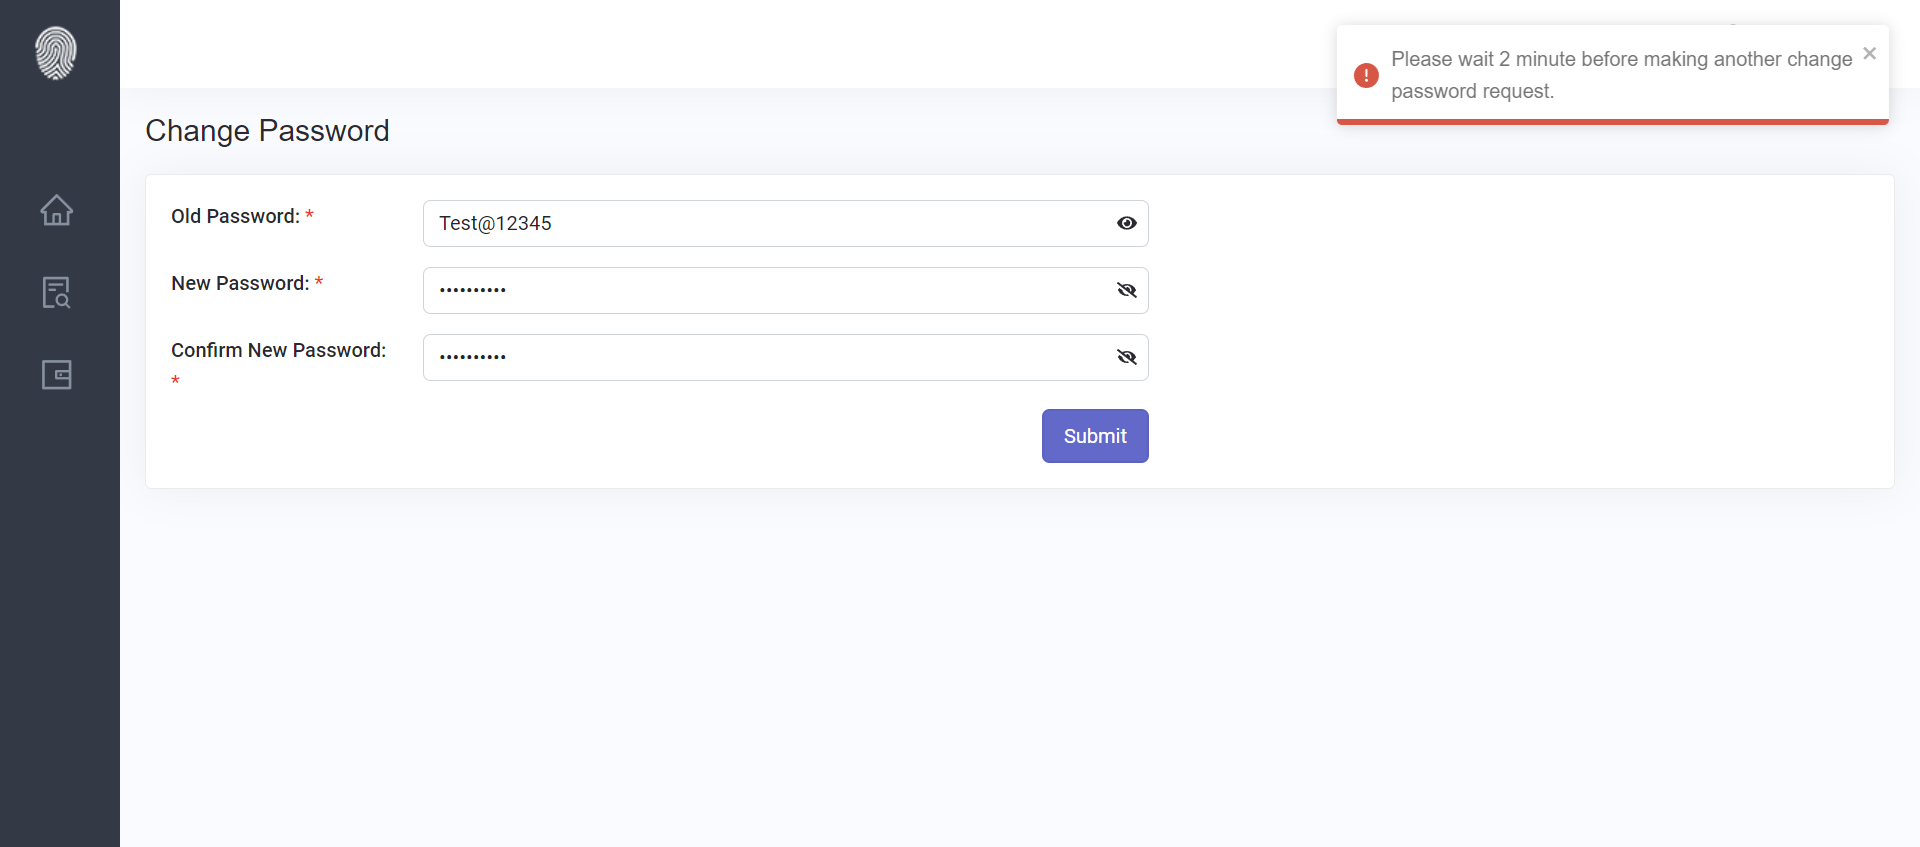 Please wait 2 minute before making another change
password request.
Change Password
Old Password: *
Test@12345
New Password: *
••••••••••
Confirm New Password:
*
••••••••••
Submit